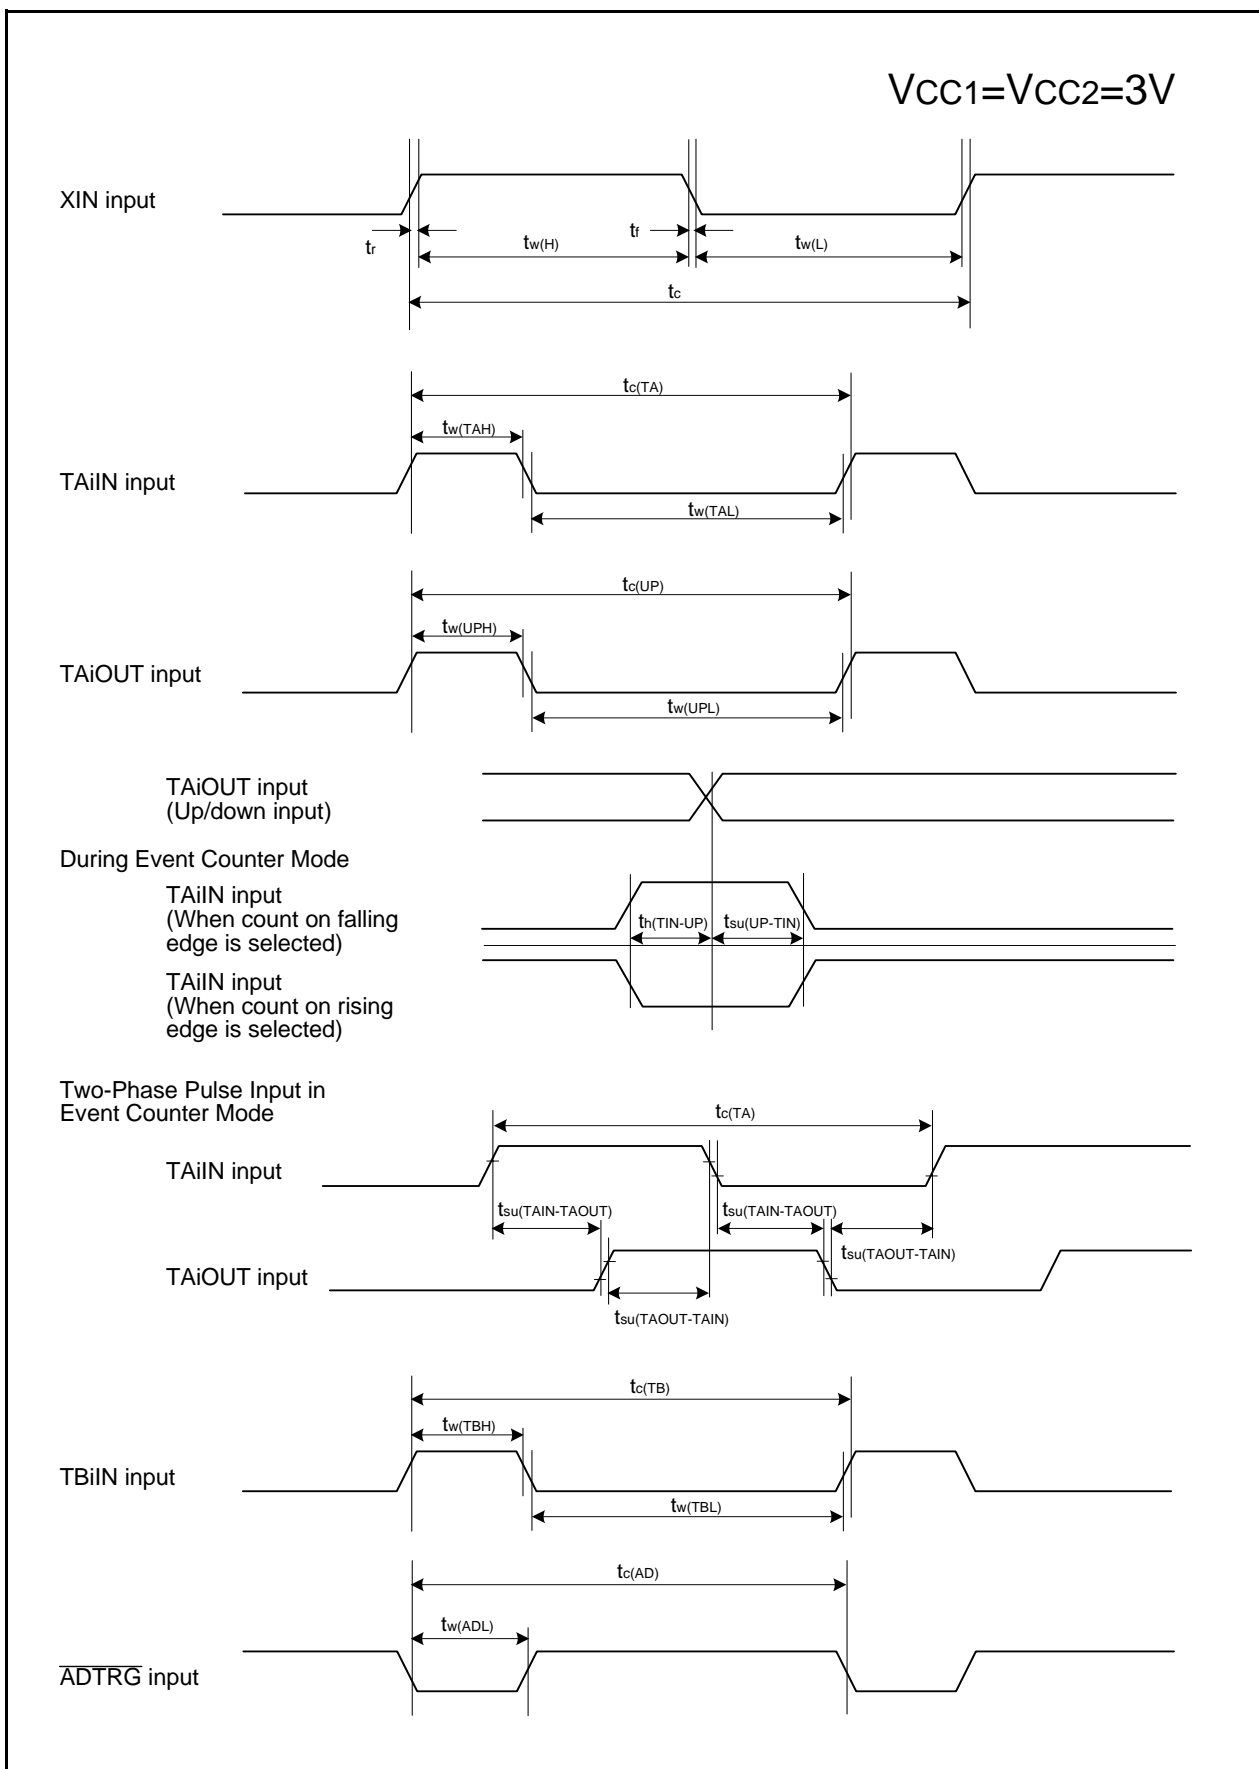 VCC1=VCC2=3V
XIN input
tr
tw(H)
tf
tw(L)
tc
tc(TA)
tw(TAH)
TAiIN input
tw(TAL)
tc(UP)
tw(UPH)
TAiOUT input
tw(UPL)
TAiOUT input
(Up/down input)
During Event Counter Mode
TAiIN input
(When count on falling
edge is selected)
th(TIN-UP)
tsu(UP-TIN)
TAiIN input
(When count on rising
edge is selected)
Two-Phase Pulse Input in
Event Counter Mode
tc(TA)
TAiIN input
tsu(TAIN-TAOUT)
tsu(TAIN-TAOUT)
tsu(TAOUT-TAIN)
TAiOUT input
tsu(TAOUT-TAIN)
tc(TB)
tw(TBH)
TBiIN input
tw(TBL)
tc(AD)
tw(ADL)
ADTRG input